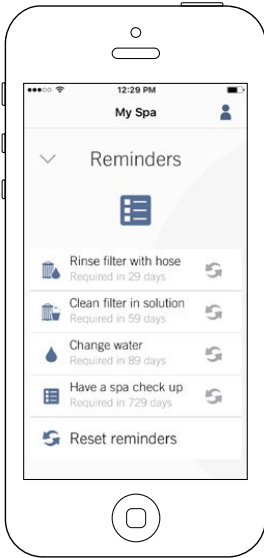 12:29 PM
My Spa
Reminders
Rinse filter with hose
Required in 29 days
Clean filter in solution
Required in 59 days
Change water
Required in 89 days
Have a spa check up
Required in 729 days
Reset reminders